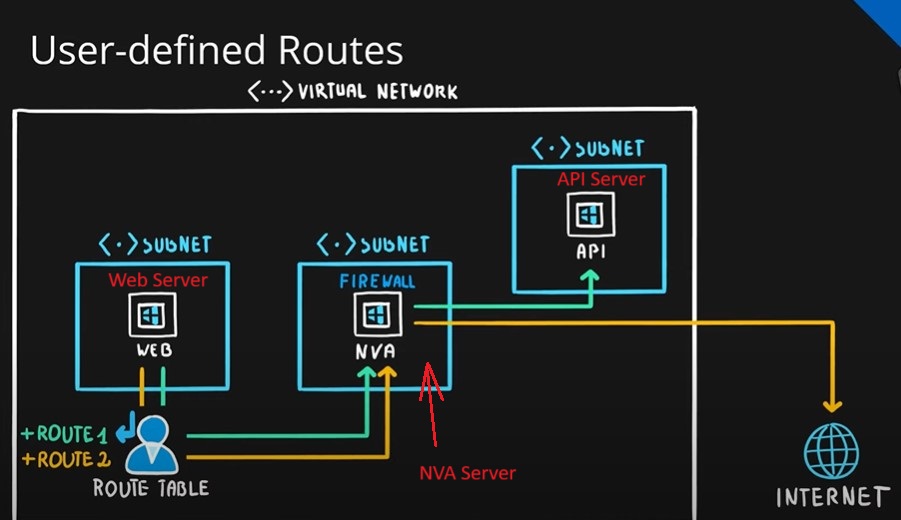 User-defined Routes
<···> VIRTUAL NETWORK
<·> SUBNET
API Server
API
<·> SUBNET
Web Server
WEB
<·> SUBNET
FIREWALL
NVA
+ROUTE 1
+ROUTE 2
ROUTE TABLE
NVA Server
INTERNET